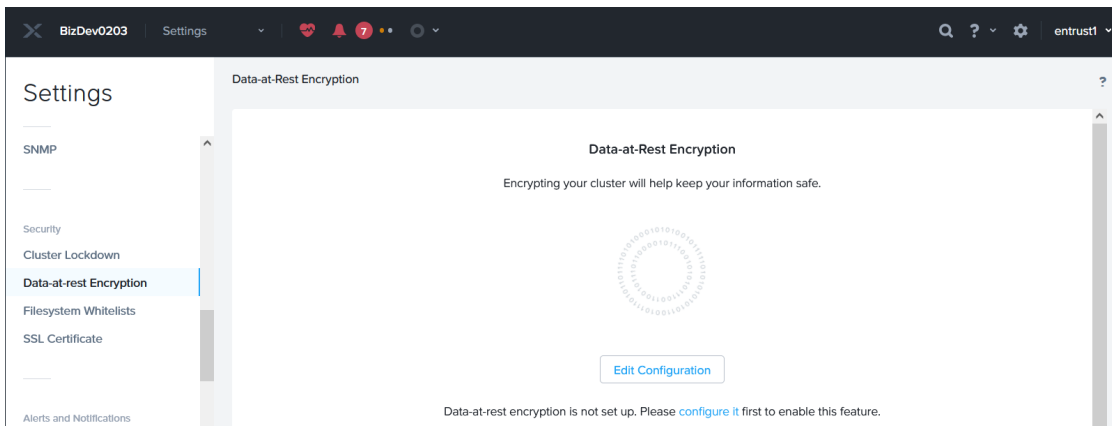 BizDev0203 Settings 7 ? entrust1
Settings
Data-at-Rest Encryption ?
SNMP
Security
Cluster Lockdown
Data-at-rest Encryption
Filesystem Whitelists
SSL Certificate
Alerts and Notifications
Data-at-Rest Encryption
Encrypting your cluster will help keep your information safe.
Edit Configuration
Data-at-rest encryption is not set up. Please configure it first to enable this feature.